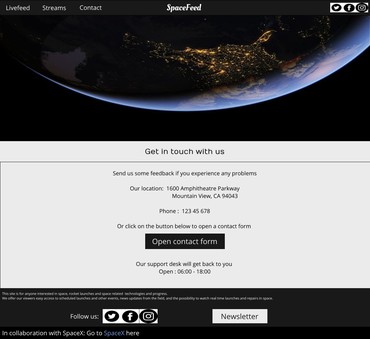 Livefeed Streams Contact SpaceFeed
Get in touch with us
Send us some feedback if you experience any problems
Our location: 1600 Amphitheatre Parkway
Mountain View, CA 94043
Phone : 123 45 678
Or click on the button below to open a contact form
Open contact form
Our support desk will get back to you
Open : 06:00 - 18:00
This site is for anyone interested in space, rocket launches and space related technologies and progress.
We offer our viewers easy access to scheduled launches and other events, news updates from the field, and the possibility to watch real time launches and repairs in space.
Follow us:
Newsletter
In collaboration with SpaceX: Go to SpaceX here